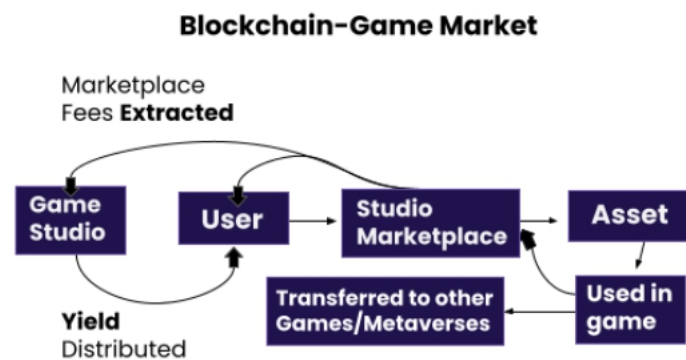 Blockchain-Game Market
Marketplace
Fees Extracted
Game
Studio
User
Studio
Marketplace
Asset
Transferred to other
Games/Metaverses
Used in
game
Yield
Distributed